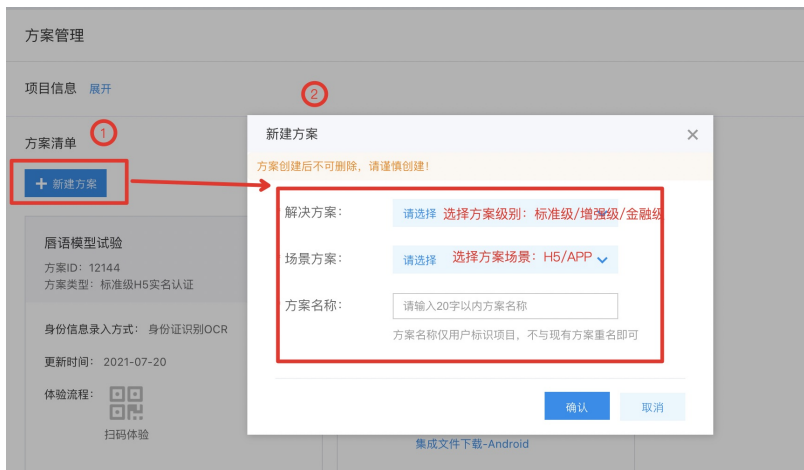 方案管理
项目信息 展开
②
方案清单
①
+ 新建方案
新建方案
方案创建后不可删除，请谨慎创建！
解决方案：
请选择 选择方案级别：标准级/增强级/金融级
场景方案：
请选择 选择方案场景：H5/APP
方案名称：
请输入20字以内方案名称
方案名称仅用户标识项目，不与现有方案重名即可
确认 取消
唇语模型试验
方案ID：12144
方案类型：标准级H5实名认证
身份信息录入方式：身份证识别OCR
更新时间：2021-07-20
体验流程：
扫码体验
集成文件下载-Android